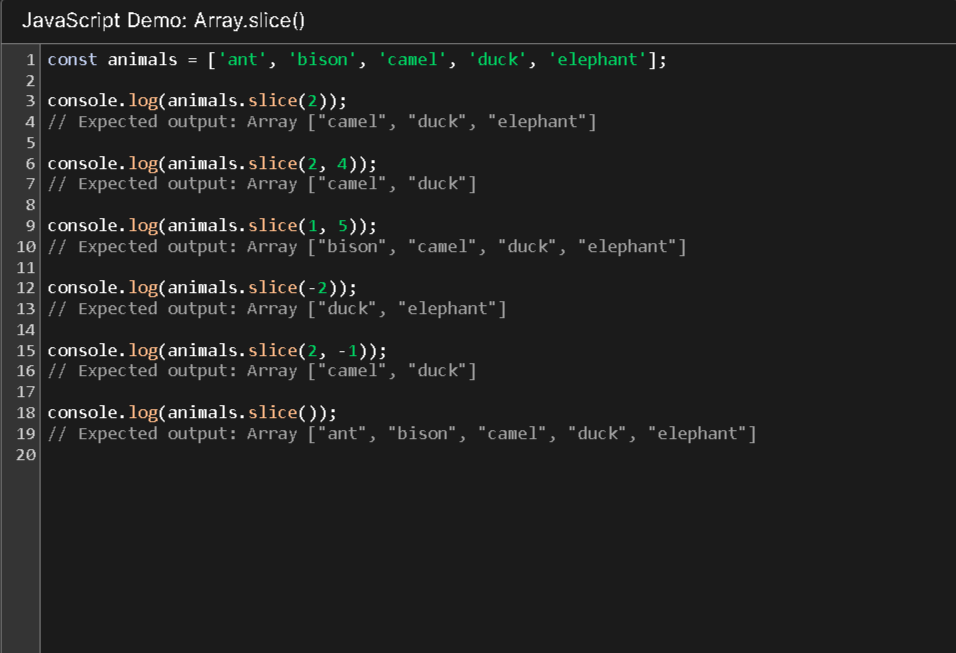 JavaScript Demo: Array.slice()
1 const animals = ['ant', 'bison', 'camel', 'duck', 'elephant'];
2
3 console.log(animals.slice(2));
4 // Expected output: Array ["camel", "duck", "elephant"]
5
6 console.log(animals.slice(2, 4));
7 // Expected output: Array ["camel", "duck"]
8
9 console.log(animals.slice(1, 5));
10 // Expected output: Array ["bison", "camel", "duck", "elephant"]
11
12 console.log(animals.slice(-2));
13 // Expected output: Array ["duck", "elephant"]
14
15 console.log(animals.slice(2, -1));
16 // Expected output: Array ["camel", "duck"]
17
18 console.log(animals.slice());
19 // Expected output: Array ["ant", "bison", "camel", "duck", "elephant"]
20